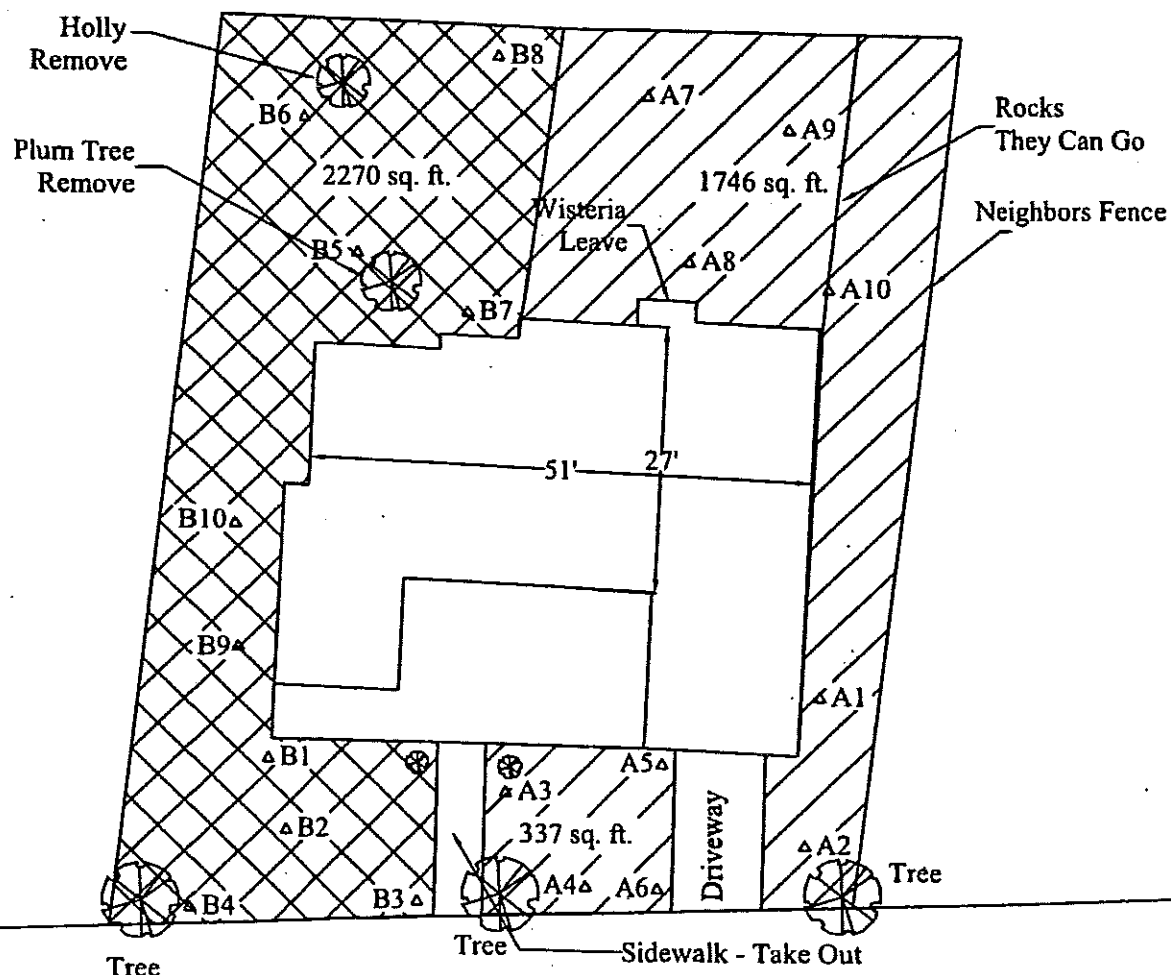 Holly
Remove
B8
A7
B6
A9
Rocks
They Can Go
Plum Tree
Remove
2270 sq. ft.
1746 sq. ft.
Neighbors Fence
Wisteria
Leave
B5
A8
A10
B7
51'
27'
B10
B9
A1
B1
A5
A3
B2
337 sq. ft.
Driveway
A2
B4
B3
A4
A6
Tree
Tree
Tree
Sidewalk - Take Out